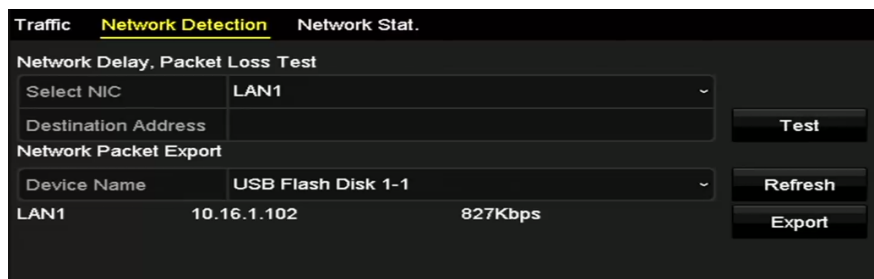 Traffic Network Detection Network Stat.
Network Delay, Packet Loss Test
Select NIC LAN1
Destination Address Test
Network Packet Export
Device Name USB Flash Disk 1-1 Refresh
LAN1 10.16.1.102 827Kbps Export